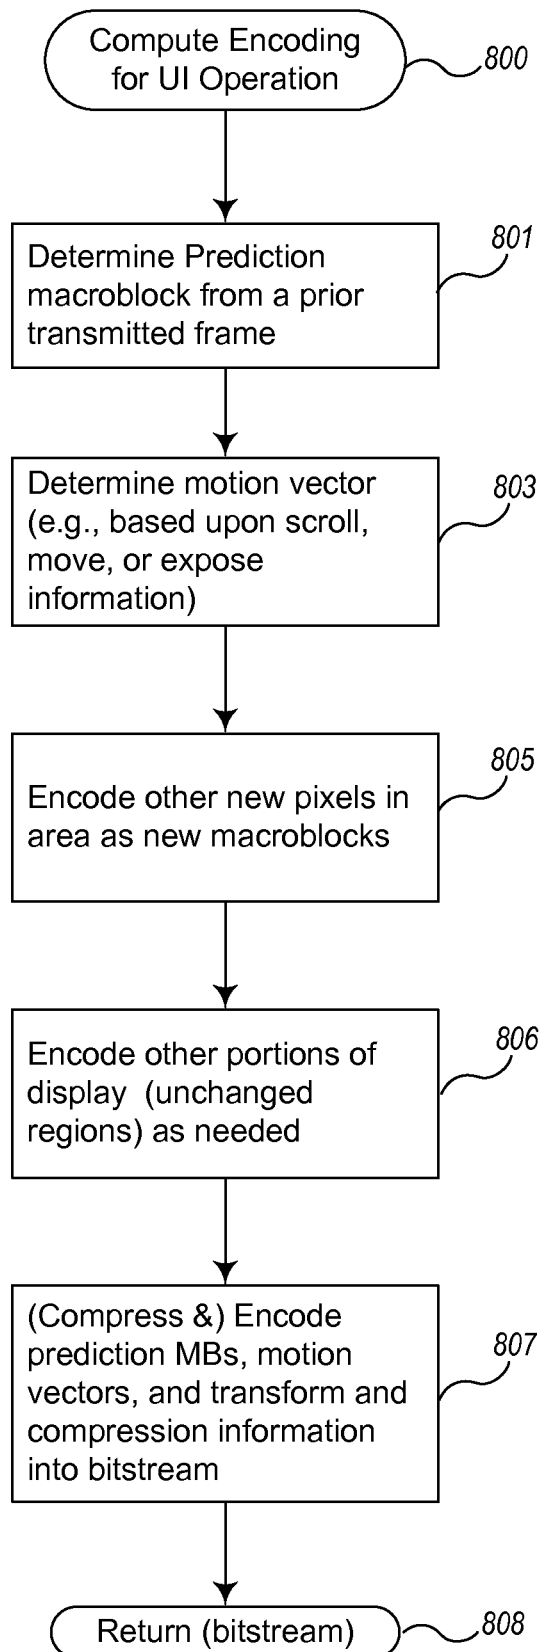 Compute Encoding
for UI Operation
800
801
Determine Prediction
macroblock from a prior
transmitted frame
803
Determine motion vector
(e.g., based upon scroll,
move, or expose
information)
805
Encode other new pixels in
area as new macroblocks
806
Encode other portions of
display (unchanged
regions) as needed
807
(Compress &) Encode
prediction MBs, motion
vectors, and transform and
compression information
into bitstream
Return (bitstream)
808